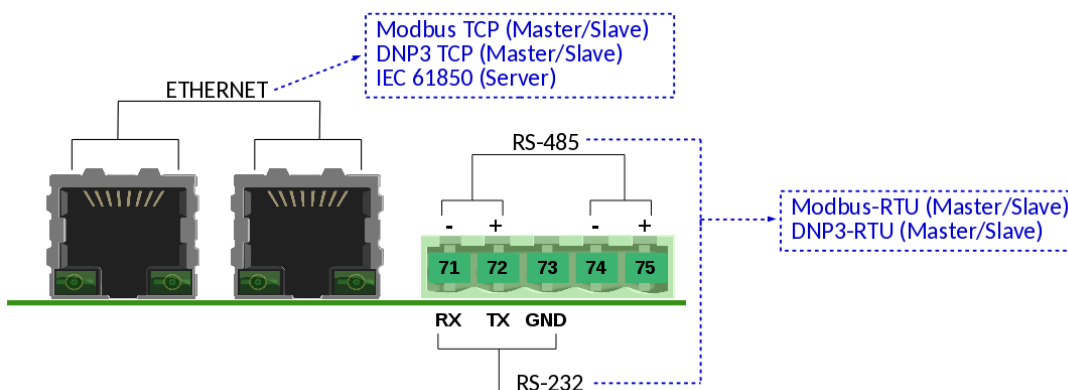 Modbus TCP (Master/Slave)
DNP3 TCP (Master/Slave)
IEC 61850 (Server)
ETHERNET
RS-485
- + - +
71 72 73 74 75
RX TX GND
RS-232
Modbus-RTU (Master/Slave)
DNP3-RTU (Master/Slave)